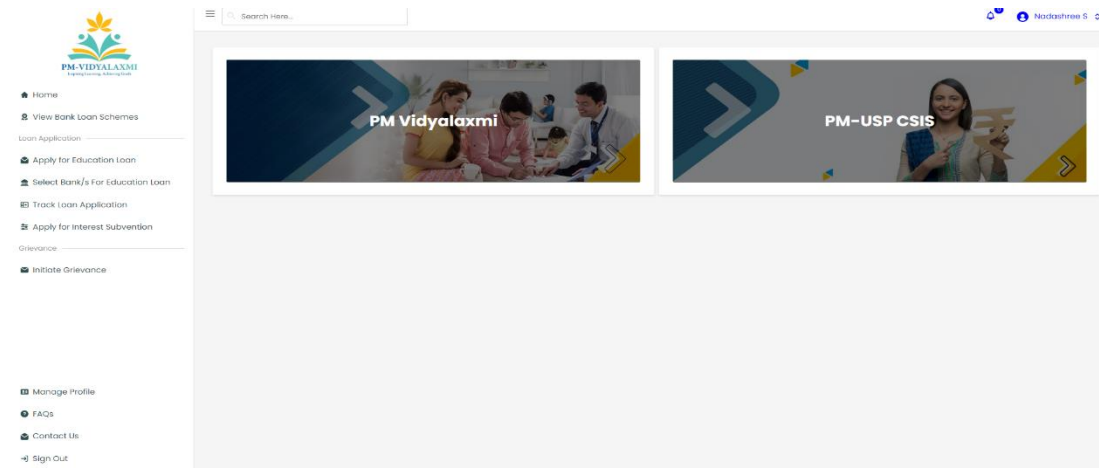 PM-VIDYALAXMI
Home
View Bank Loan Schemes
Loan Application
Apply for Education Loan
Select Bank/s For Education Loan
Track Loan Application
Apply for Interest Subvention
Grievance
Initiate Grievance
Manage Profile
FAQs
Contact Us
Sign Out
Search Here...
0
Nadashree S
PM Vidyalaxmi
PM-USP CSIS